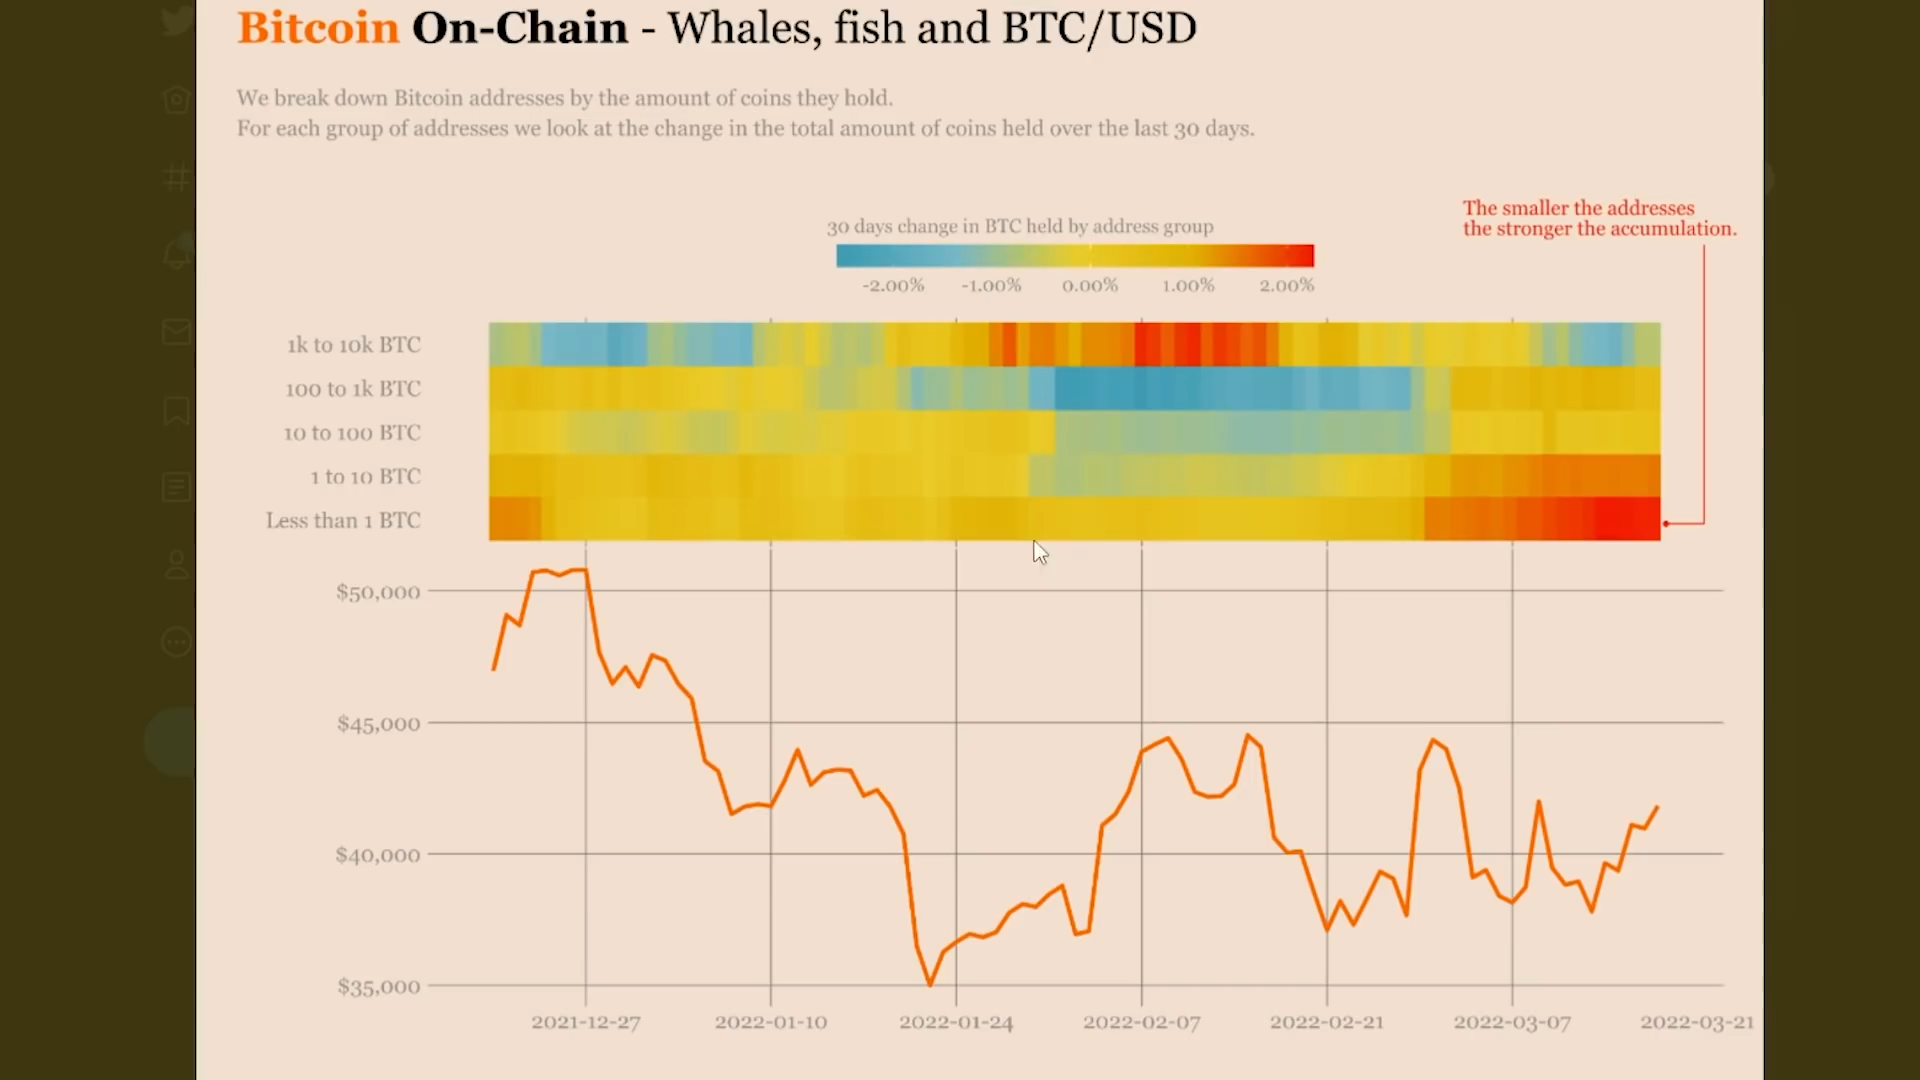 Bitcoin On-Chain - Whales, fish and BTC/USD
We break down Bitcoin addresses by the amount of coins they hold.
For each group of addresses we look at the change in the total amount of coins held over the last 30 days.
The smaller the addresses
the stronger the accumulation.
30 days change in BTC held by address group
-2.00% -1.00% 0.00% 1.00% 2.00%
1k to 10k BTC
100 to 1k BTC
10 to 100 BTC
1 to 10 BTC
Less than 1 BTC
$50,000
$45,000
$40,000
$35,000
2021-12-27 2022-01-10 2022-01-24 2022-02-07 2022-02-21 2022-03-07 2022-03-21